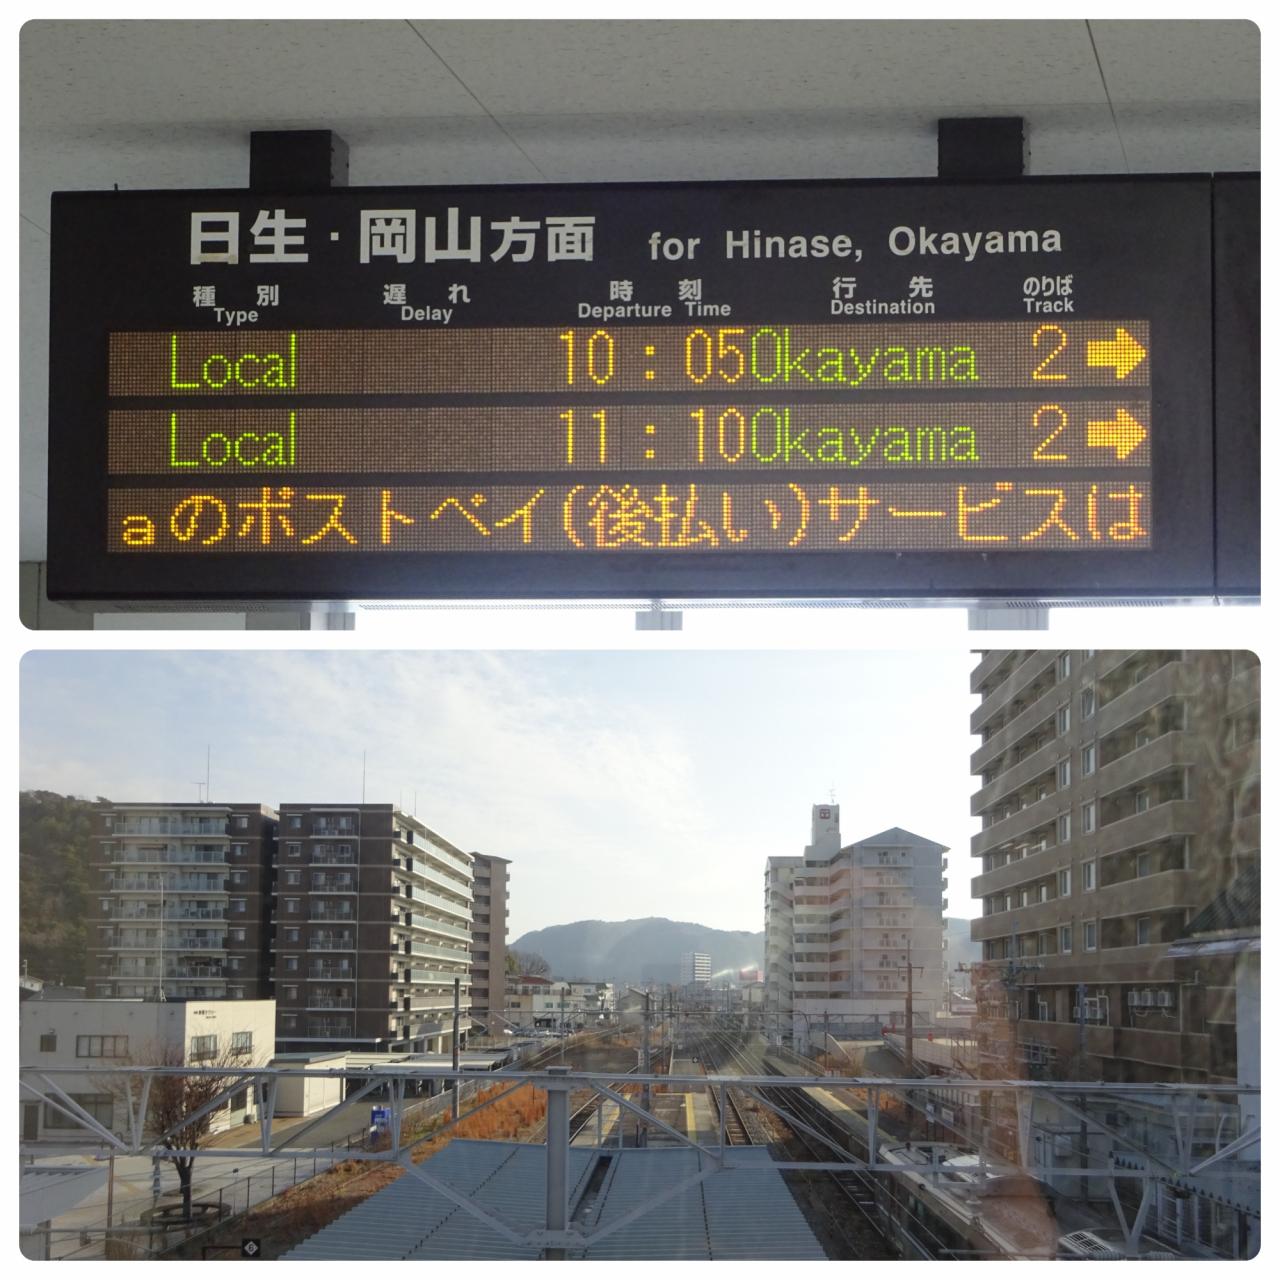 日生・岡山方面 for Hinase, Okayama
種別 遅れ 時刻 行先 のりば
Type Delay Departure Time Destination Track
Local 10:05 Okayama 2 →
Local 11:10 Okayama 2 →
aのポストペイ(後払い)サービスは